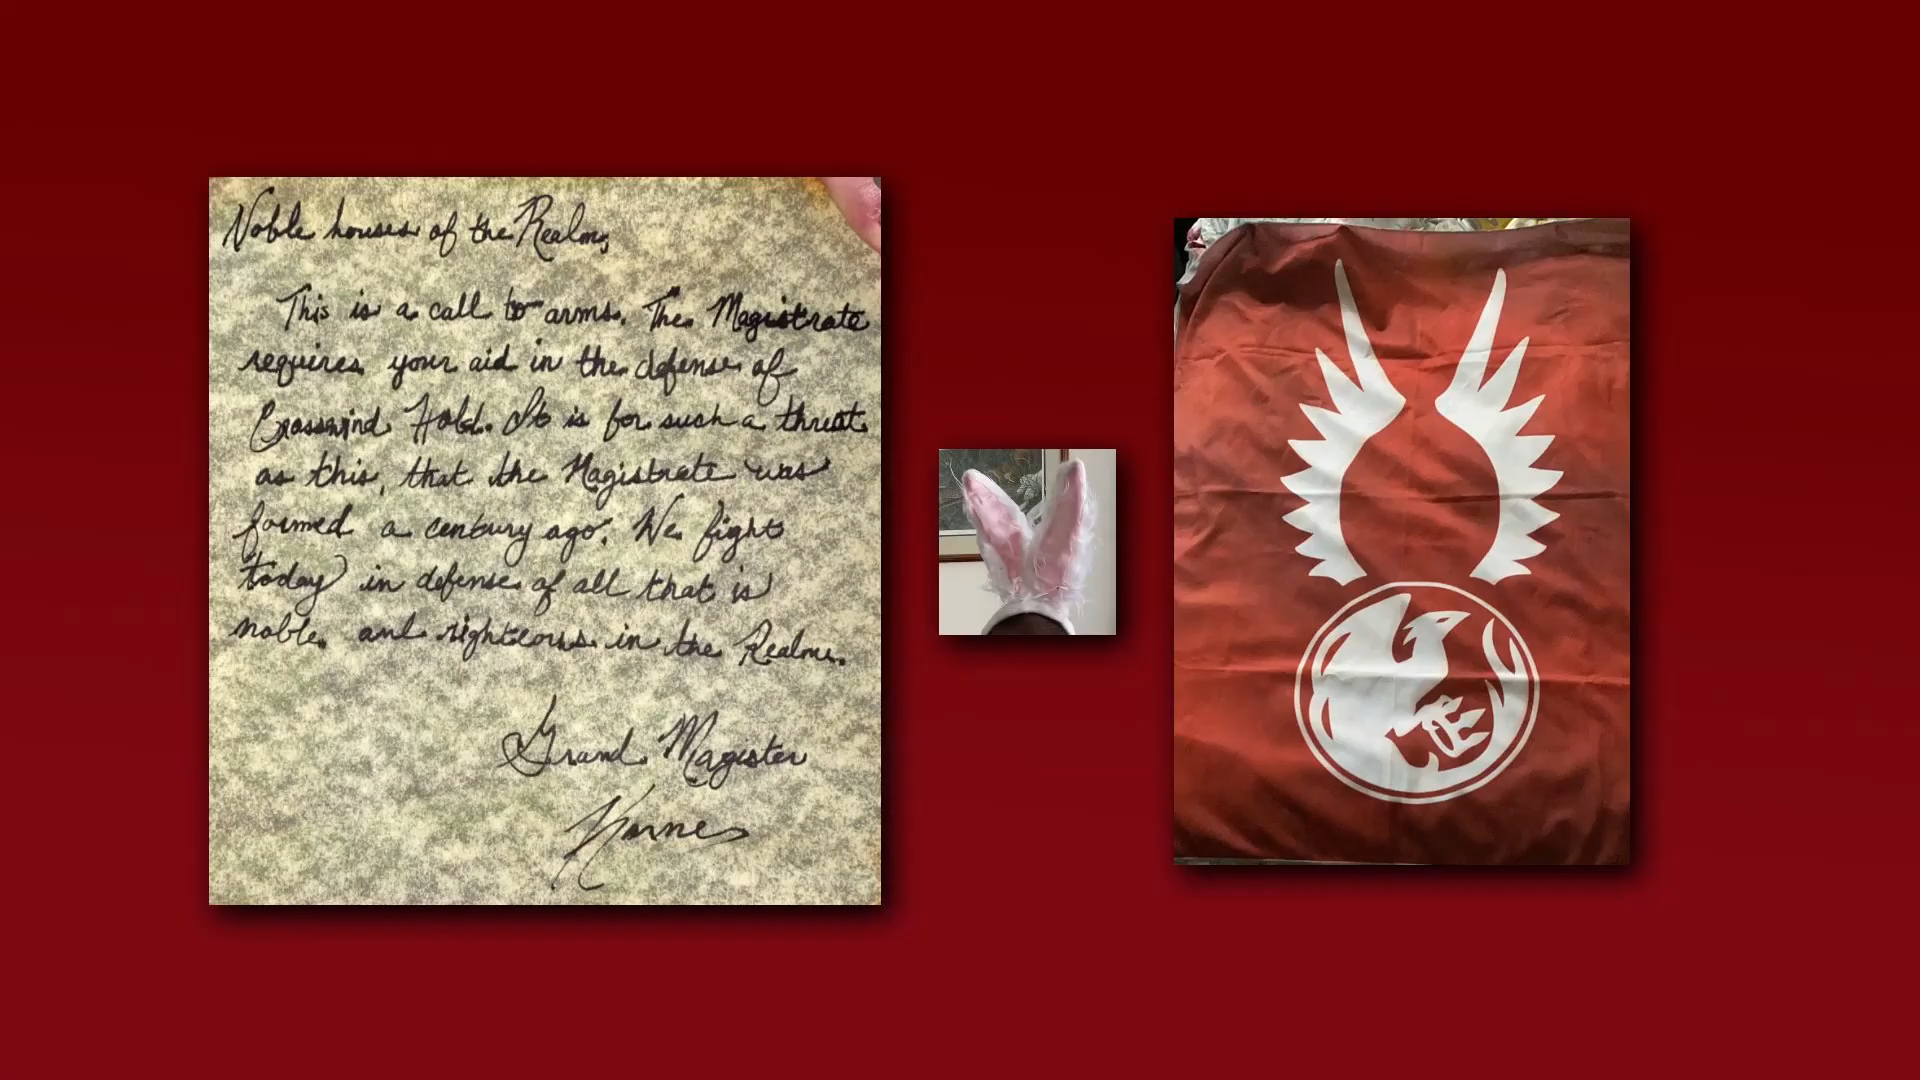 Noble houses of the Realm,
This is a call to arms. The Magistrate
requires your aid in the defense of
Crosswind Hold. It is for such a threat
as this, that the Magistrate was
formed a century ago. We fight
today in defense of all that is
noble and righteous in the Realm.
Grand Magister
Karne